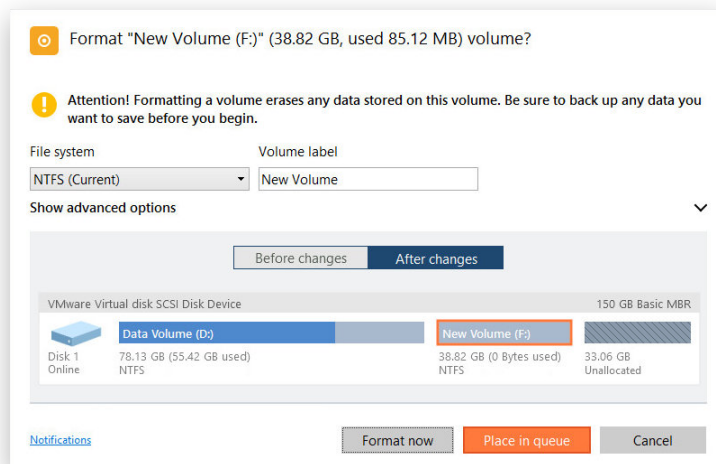 Format "New Volume (F:)" (38.82 GB, used 85.12 MB) volume?
Attention! Formatting a volume erases any data stored on this volume. Be sure to back up any data you
want to save before you begin.
File system
Volume label
NTFS (Current)
New Volume
Show advanced options
Before changes
After changes
VMware Virtual disk SCSI Disk Device
150 GB Basic MBR
Disk 1
Online
Data Volume (D:)
78.13 GB (55.42 GB used)
NTFS
New Volume (F:)
38.82 GB (0 Bytes used)
NTFS
33.06 GB
Unallocated
Notifications
Format now
Place in queue
Cancel